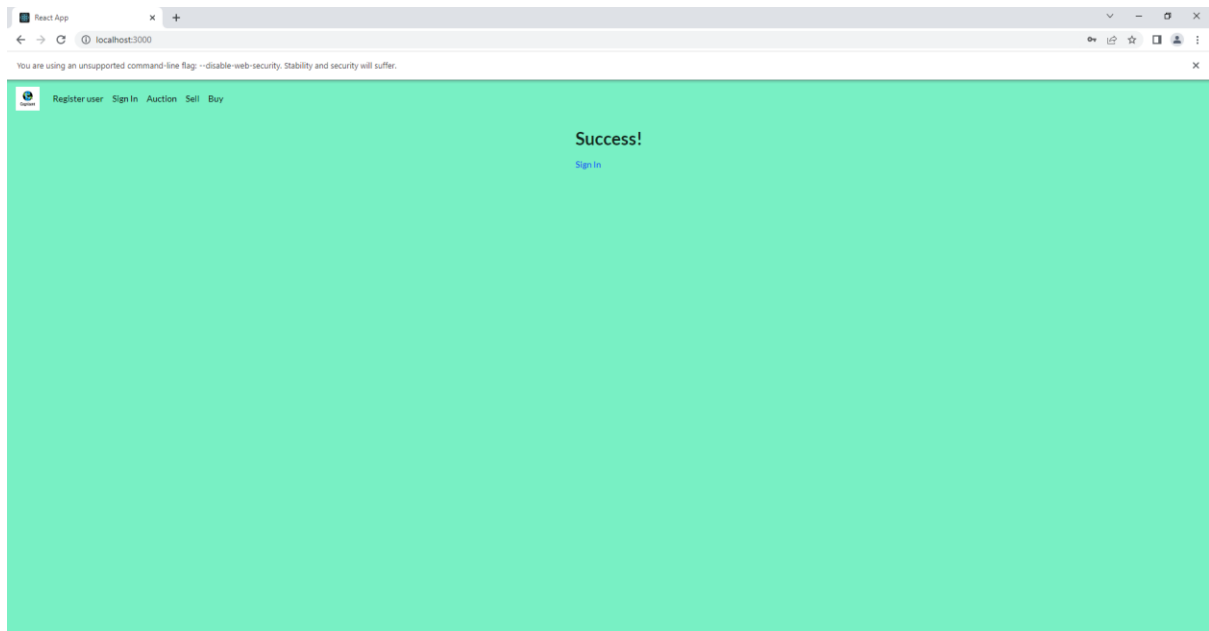 React App
localhost:3000
You are using an unsupported command-line flag: --disable-web-security. Stability and security will suffer.
Register user Sign In Auction Sell Buy
Success!
Sign In